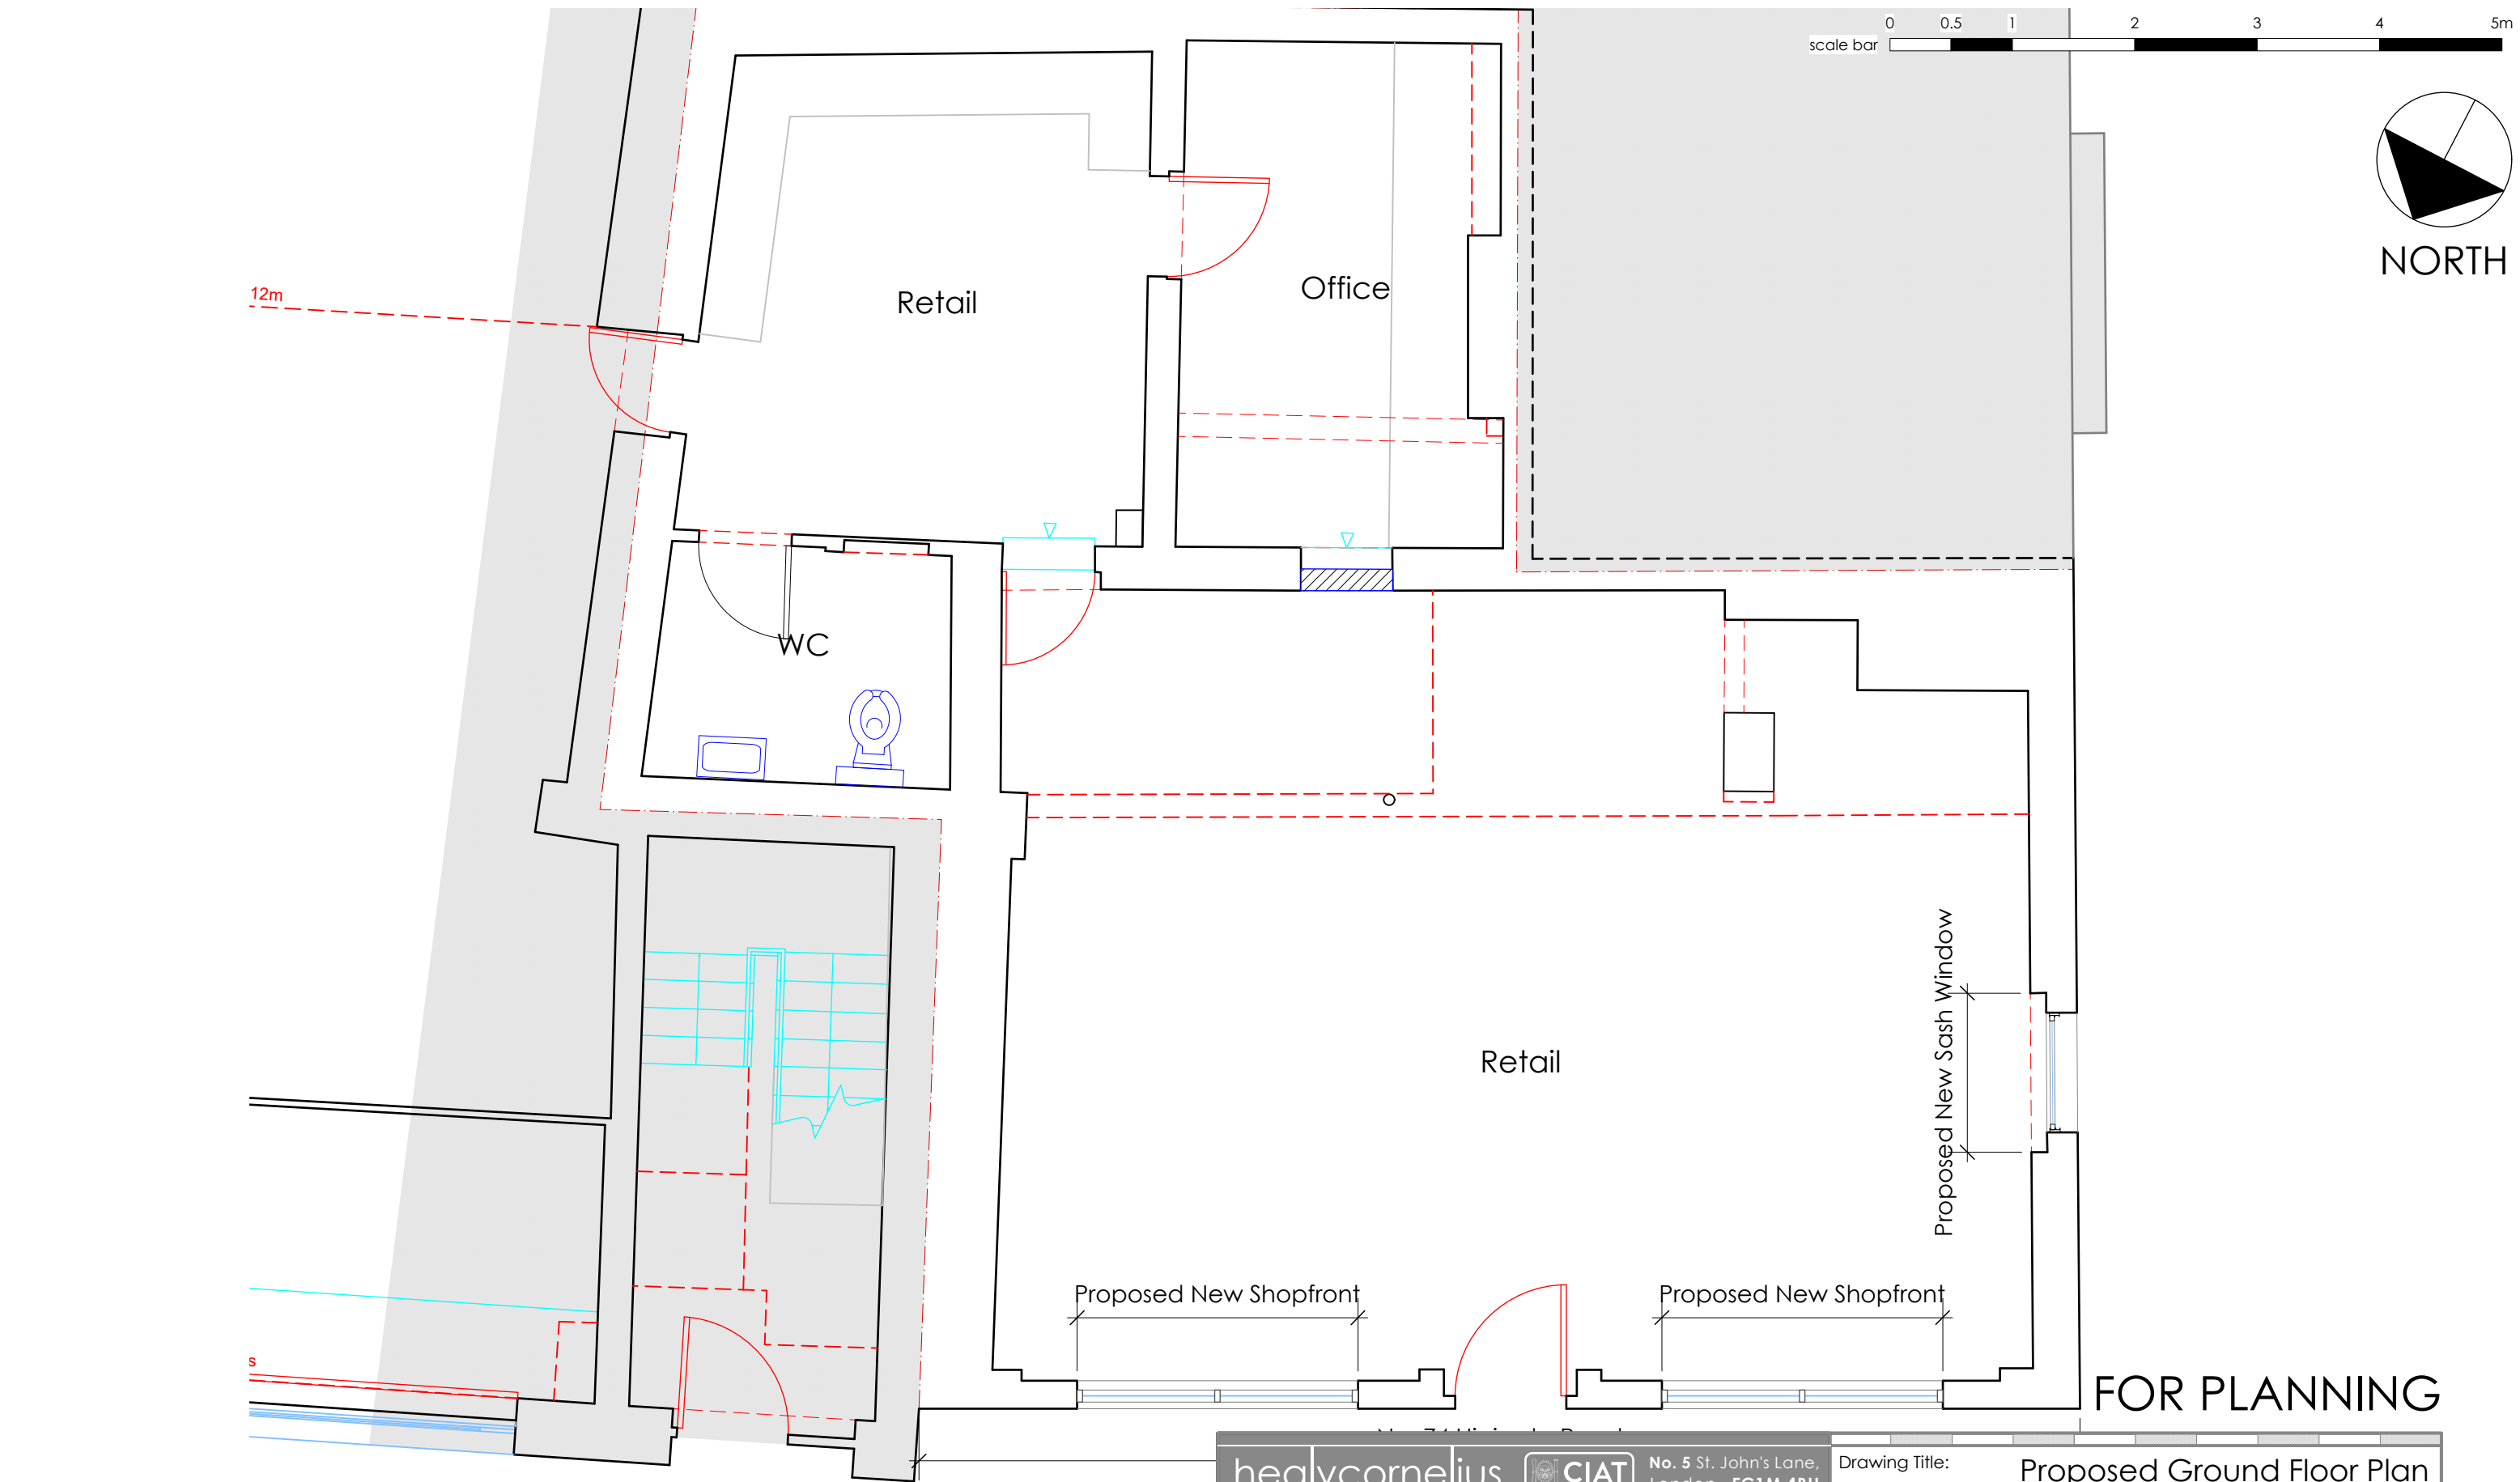 0 0.5 1 2 3 4 5m
scale bar
NORTH
12m
Retail
Office
WC
Retail
Proposed New Sash Window
Proposed New Shopfront
Proposed New Shopfront
s
FOR PLANNING
healycornelius
CIAT
No. 5 St. John's Lane,
London
Drawing Title:
Proposed Ground Floor Plan